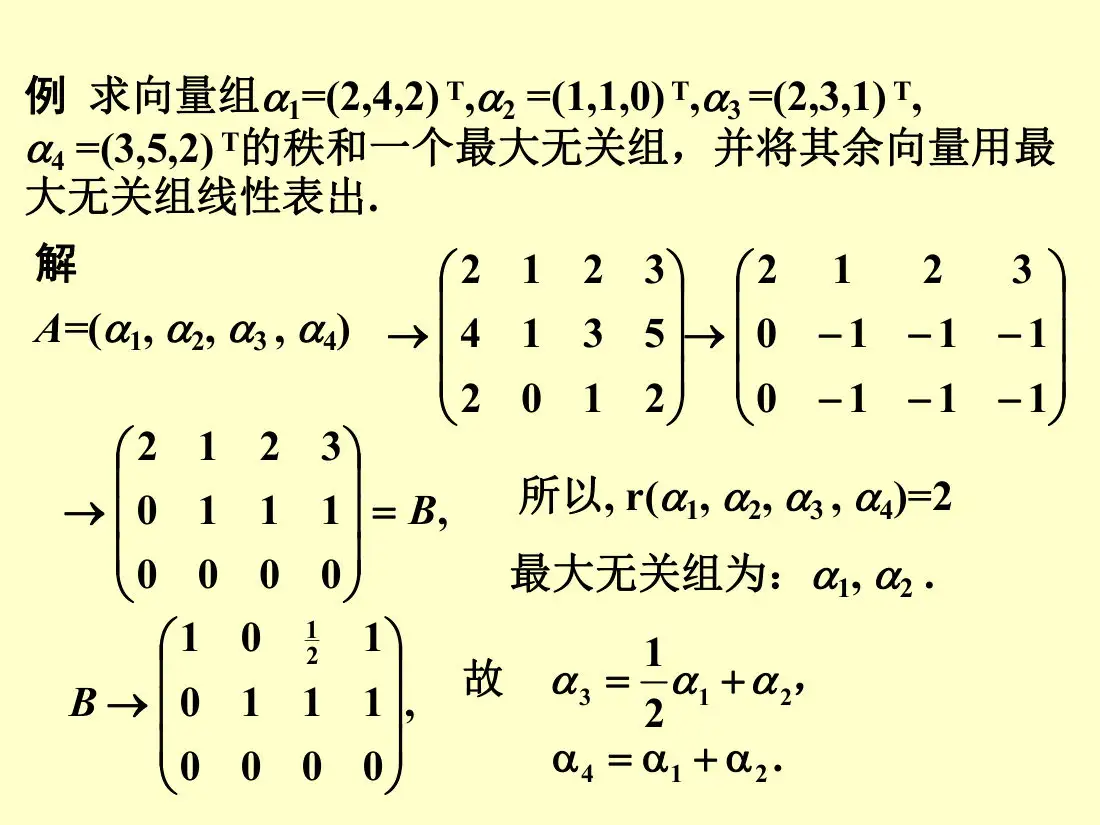 例 求向量组α1=(2,4,2) T,α2 =(1,1,0) T,α3 =(2,3,1) T,
α4 =(3,5,2) T的秩和一个最大无关组，并将其余向量用最
大无关组线性表出.
解
A=(α1, α2, α3 , α4)
→ ( 2 1 2 3
4 1 3 5
2 0 1 2 )
→ ( 2 1 2 3
0 −1 −1 −1
0 −1 −1 −1 )
→ ( 2 1 2 3
0 1 1 1
0 0 0 0 ) = B,
所以, r(α1, α2, α3 , α4)=2
最大无关组为：α1, α2 .
B → ( 1 0 1/2 1
0 1 1 1
0 0 0 0 ) ,
故 α3 = 1/2 α1 + α2，
α4 = α1 + α2 .